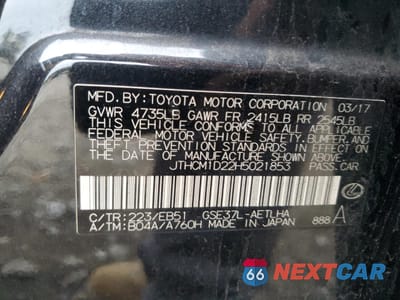 MFD. BY: TOYOTA MOTOR CORPORATION 03/17
GVWR 4735LB GAWR FR 2415LB RR 2545LB
THIS VEHICLE CONFORMS TO ALL APPLICABLE
FEDERAL MOTOR VEHICLE SAFETY, BUMPER, AND
THEFT PREVENTION STANDARDS IN EFFECT ON
THE DATE OF MANUFACTURE SHOWN ABOVE.
JTHCM1D22H5021853 PASS. CAR
C/TR: 223/EB51 GSE37L-AETLHA
A/TM: B04A/A760H MADE IN JAPAN 888 A
66 NEXTCAR